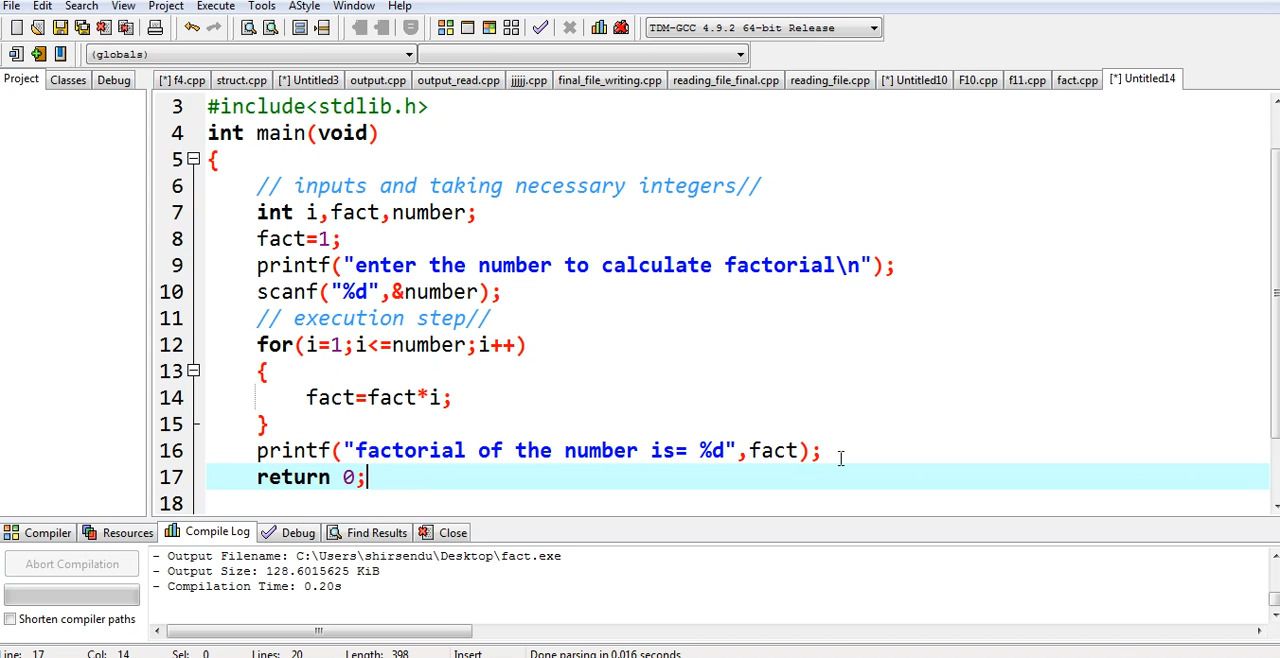 File Edit Search View Project Execute Tools AStyle Window Help
TDM-GCC 4.9.2 64-bit Release
(globals)
Project Classes Debug [*] f4.cpp struct.cpp [*] Untitled3 output.cpp output_read.cpp jjjjj.cpp final_file_writing.cpp reading_file_final.cpp reading_file.cpp [*] Untitled10 F10.cpp f11.cpp fact.cpp [*] Untitled14
3 #include<stdlib.h>
4 int main(void)
5 {
6 // inputs and taking necessary integers//
7 int i,fact,number;
8 fact=1;
9 printf("enter the number to calculate factorial\n");
10 scanf("%d",&number);
11 // execution step//
12 for(i=1;i<=number;i++)
13 {
14 fact=fact*i;
15 }
16 printf("factorial of the number is= %d",fact);
17 return 0;
18
Compiler Resources Compile Log Debug Find Results Close
Abort Compilation
Shorten compiler paths
- Output Filename: C:\Users\shirsendu\Desktop\fact.exe
- Output Size: 128.6015625 KiB
- Compilation Time: 0.20s
Line: 17 Col: 14 Sel: 0 Lines: 20 Length: 398 Insert Done parsing in 0.016 seconds